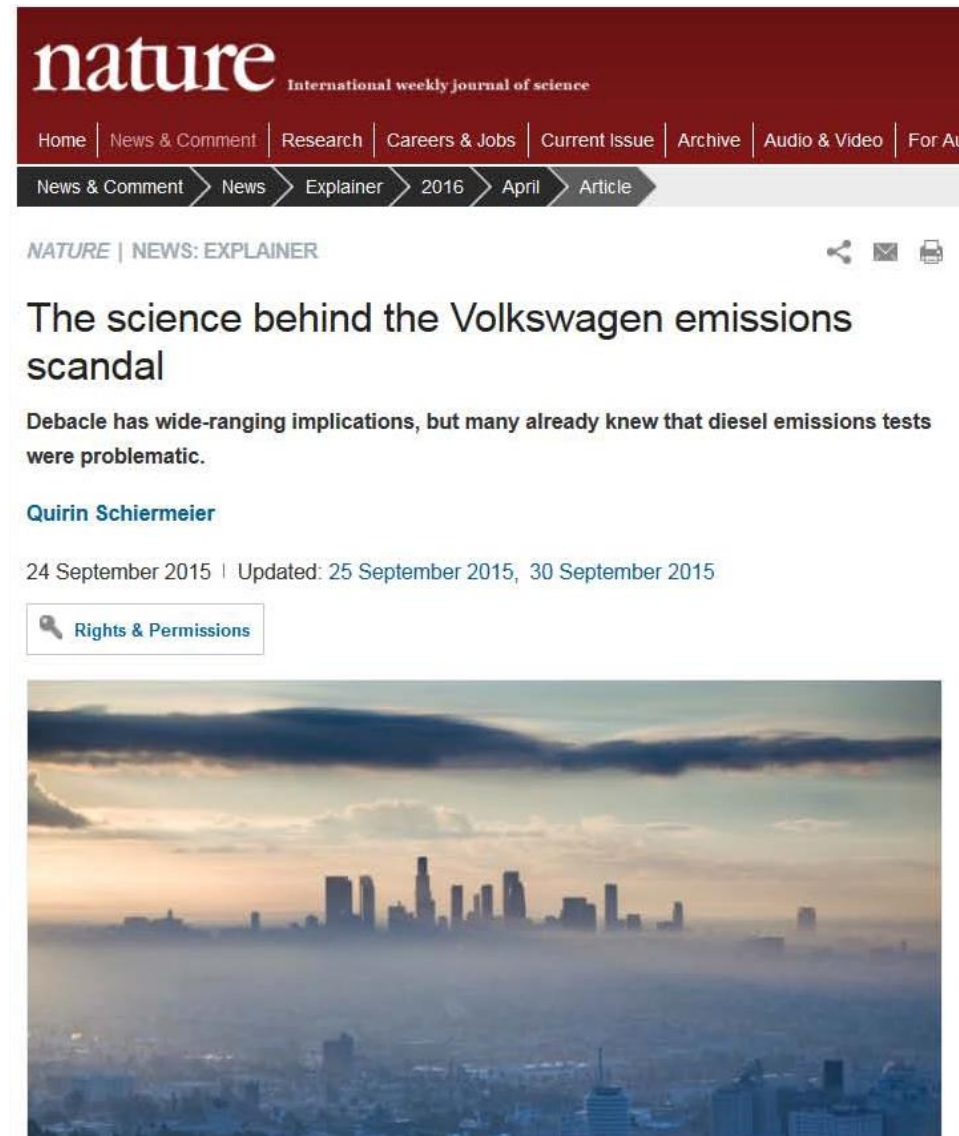 nature International weekly journal of science
Home News & Comment Research Careers & Jobs Current Issue Archive Audio & Video For
News & Comment News Explainer 2016 April Article
NATURE | NEWS: EXPLAINER
The science behind the Volkswagen emissions
scandal
Debacle has wide-ranging implications, but many already knew that diesel emissions tests
were problematic.
Quirin Schiermeier
24 September 2015 | Updated: 25 September 2015, 30 September 2015
Rights & Permissions